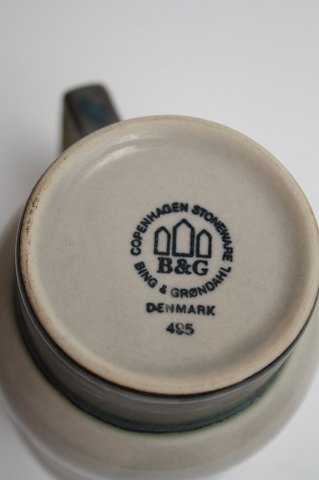 COPENHAGEN STONEWARE
B&G
BING & GRØNDAHL
DENMARK
495